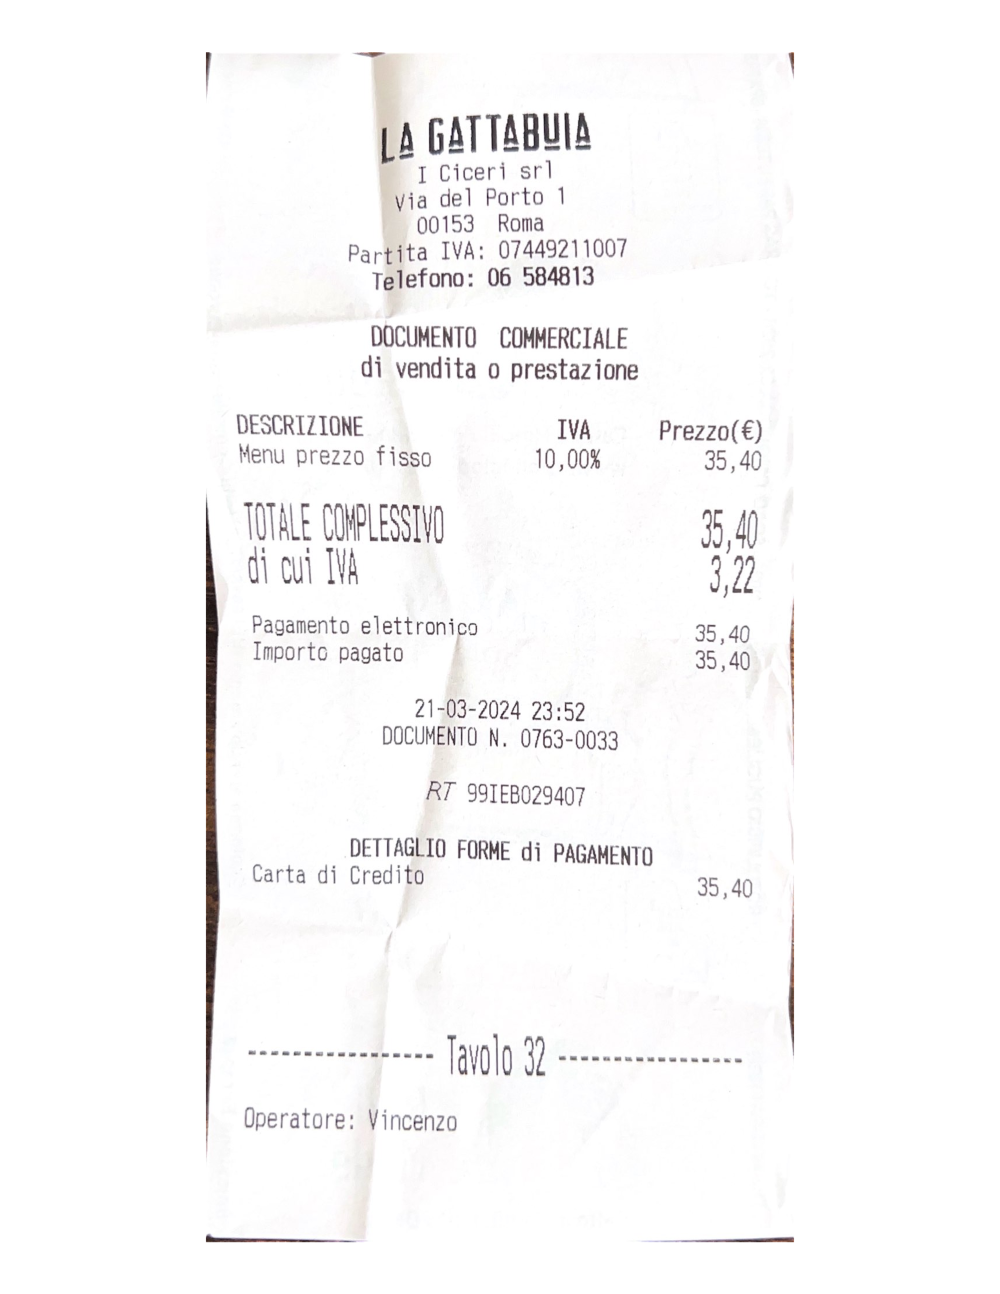 LA GATTABUIA
I Ciceri srl
Via del Porto 1
00153 Roma
Partita IVA: 07449211007
Telefono: 06 584813
DOCUMENTO COMMERCIALE
di vendita o prestazione
DESCRIZIONE IVA Prezzo(€)
Menu prezzo fisso 10,00% 35,40
TOTALE COMPLESSIVO 35,40
di cui IVA 3,22
Pagamento elettronico 35,40
Importo pagato 35,40
21-03-2024 23:52
DOCUMENTO N. 0763-0033
RT 99IEB029407
DETTAGLIO FORME di PAGAMENTO
Carta di Credito 35,40
----------------- Tavolo 32 -----------------
Operatore: Vincenzo